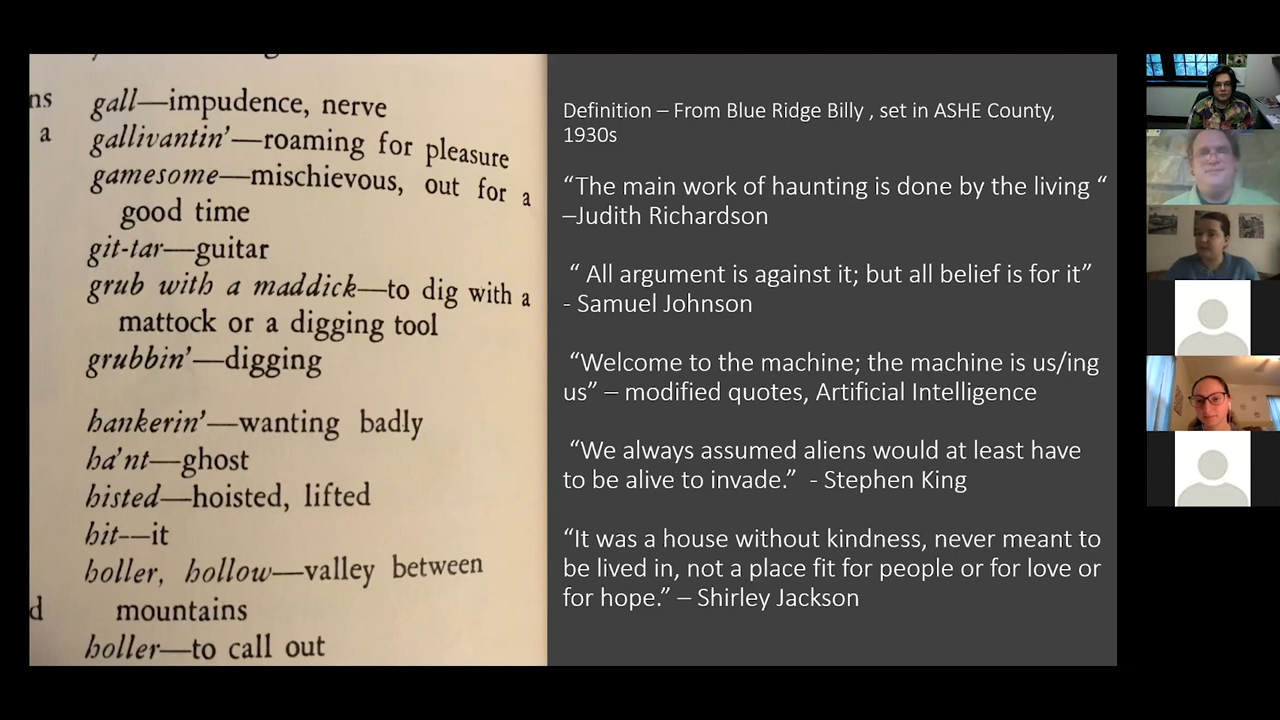 ns
a
d
gall—impudence, nerve
gallivantin'—roaming for pleasure
gamesome—mischievous, out for a
good time
git-tar—guitar
grub with a maddick—to dig with a
mattock or a digging tool
grubbin'—digging
hankerin'—wanting badly
ha'nt—ghost
histed—hoisted, lifted
hit—it
holler, hollow—valley between
mountains
holler—to call out
Definition – From Blue Ridge Billy , set in ASHE County,
1930s
“The main work of haunting is done by the living “
–Judith Richardson
“ All argument is against it; but all belief is for it”
- Samuel Johnson
“Welcome to the machine; the machine is us/ing
us” – modified quotes, Artificial Intelligence
“We always assumed aliens would at least have
to be alive to invade.”  - Stephen King
“It was a house without kindness, never meant to
be lived in, not a place fit for people or for love or
for hope.” – Shirley Jackson